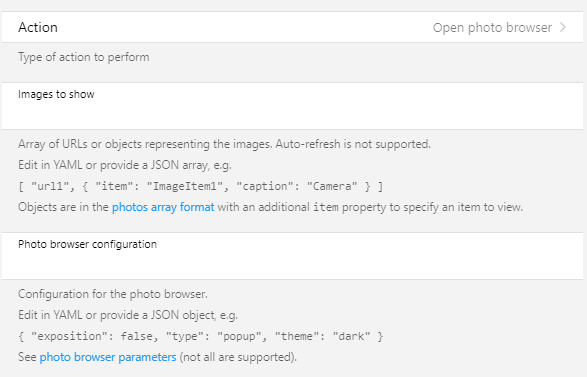 Action Open photo browser
Type of action to perform
Images to show
Array of URLs or objects representing the images. Auto-refresh is not supported.
Edit in YAML or provide a JSON array, e.g.
[ "url1", { "item": "ImageItem1", "caption": "Camera" } ]
Objects are in the photos array format with an additional item property to specify an item to view.
Photo browser configuration
Configuration for the photo browser.
Edit in YAML or provide a JSON object, e.g.
{ "exposition": false, "type": "popup", "theme": "dark" }
See photo browser parameters (not all are supported).